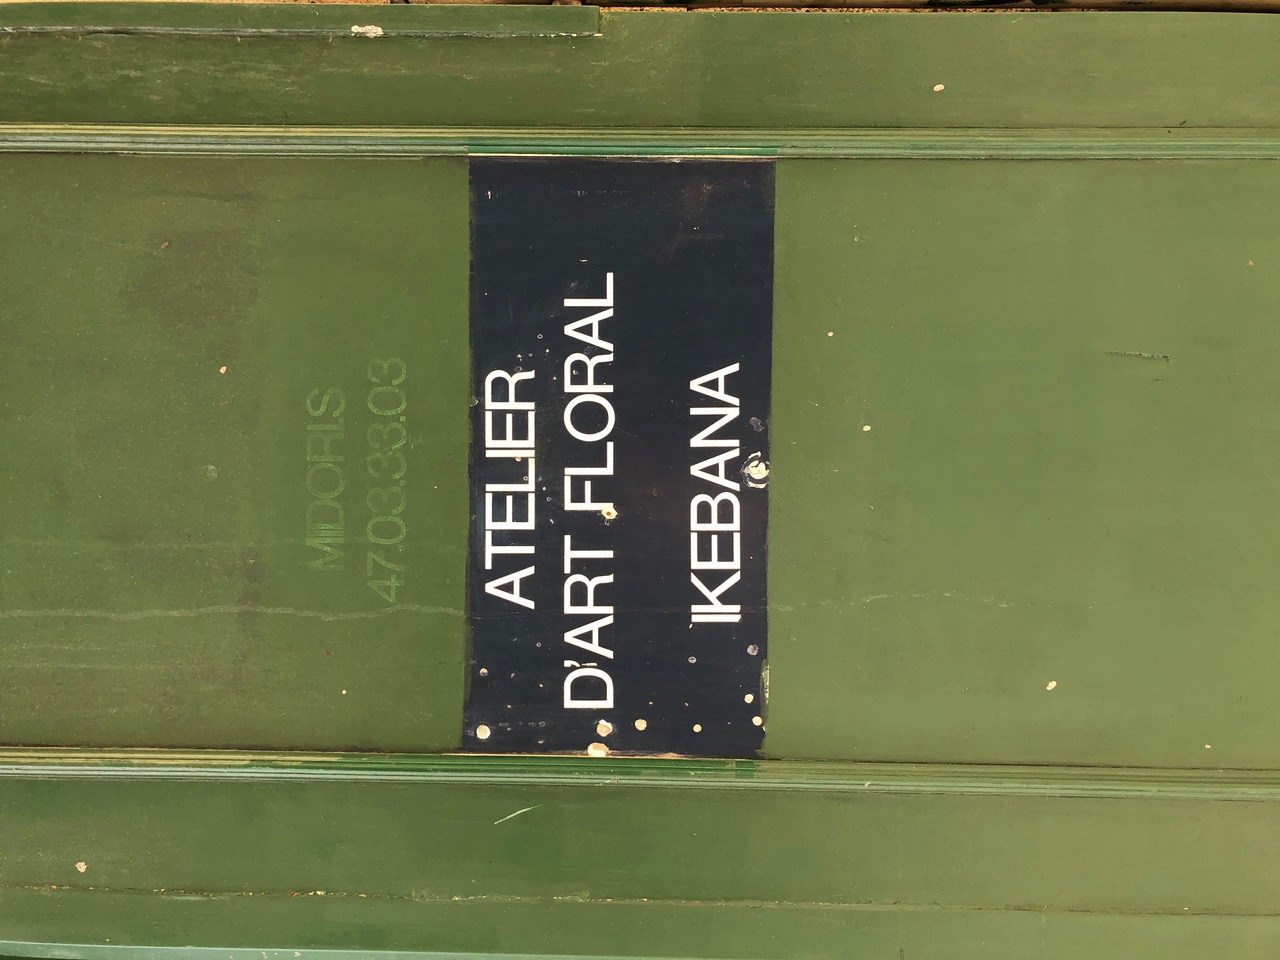 MIDORIS
47.03.33.03
ATELIER
D'ART FLORAL
IKEBANA